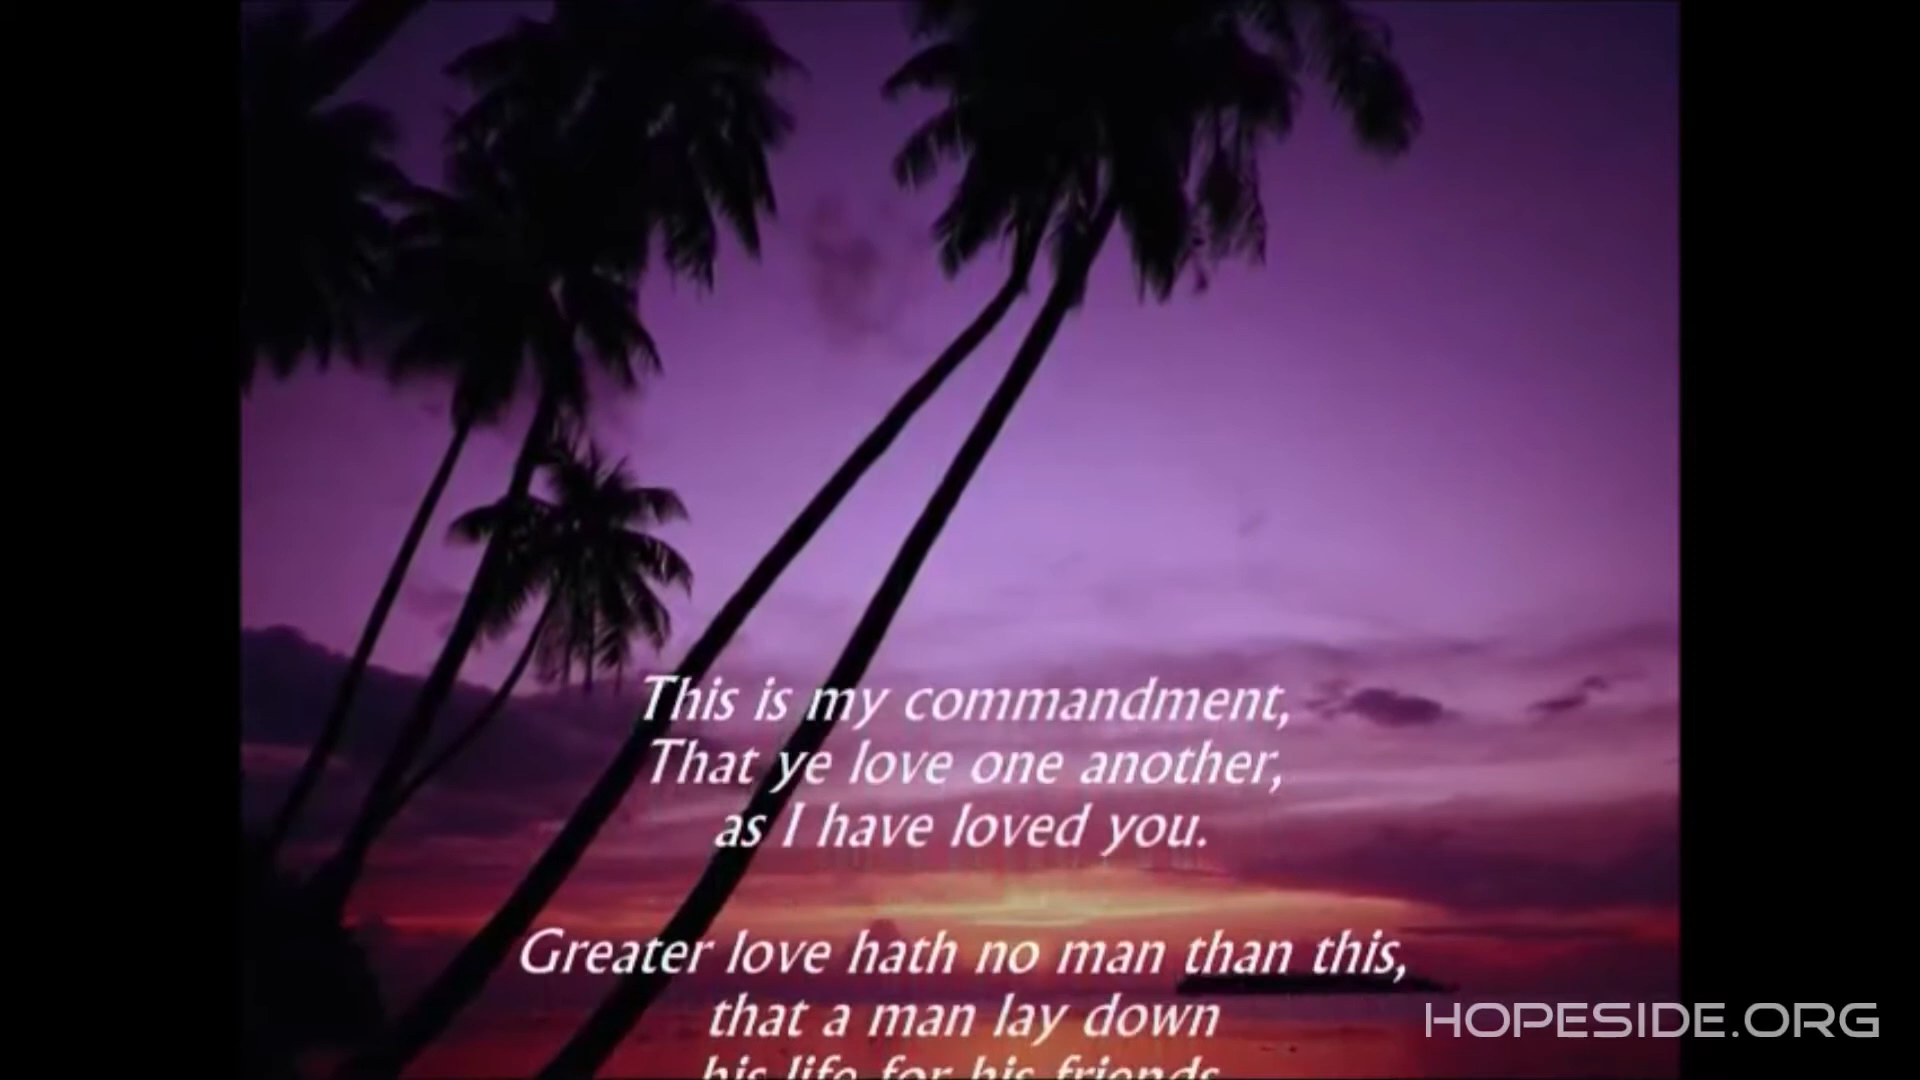 This is my commandment,
That ye love one another,
as I have loved you.
Greater love hath no man than this,
that a man lay down
his life for his friends
HOPESIDE.ORG